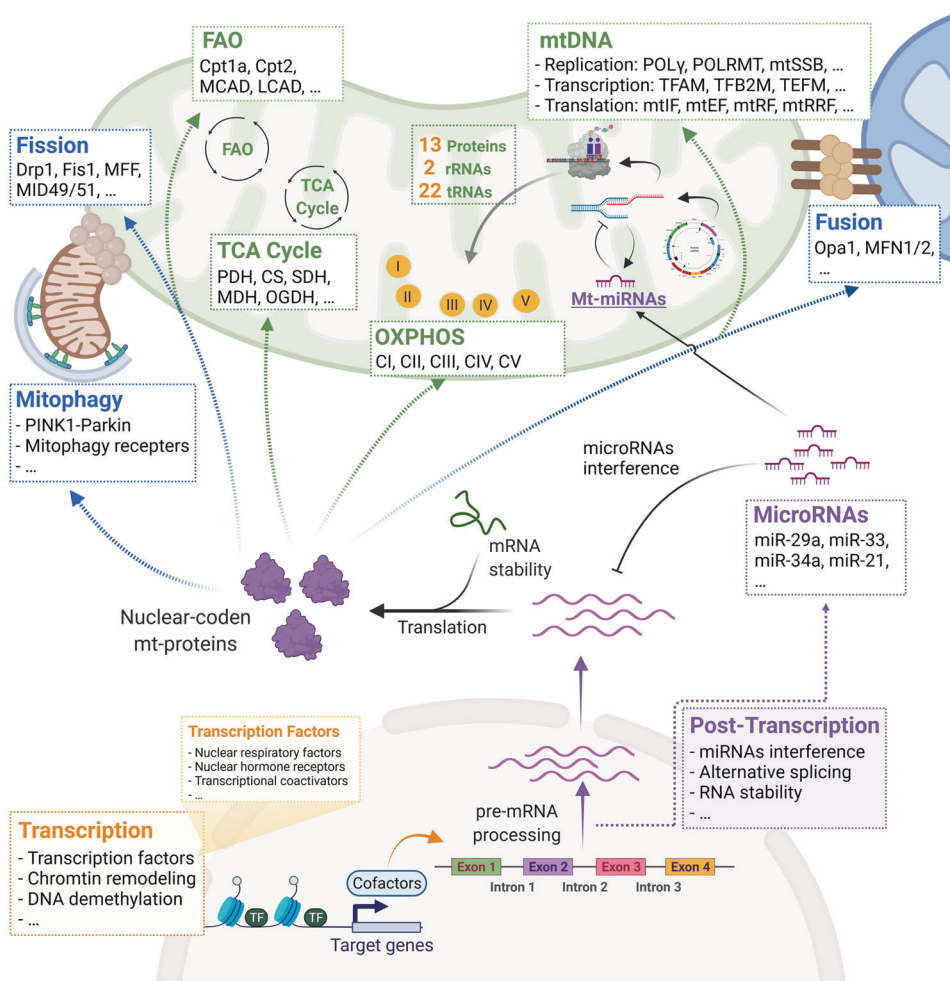 FAO
Cpt1a, Cpt2,
MCAD, LCAD, ...
mtDNA
- Replication: POLγ, POLRMT, mtSSB, ...
- Transcription: TFAM, TFB2M, TEFM, ...
- Translation: mtIF, mtEF, mtRF, mtRRF, ...
Fission
Drp1, Fis1, MFF,
MID49/51, ...
FAO
TCA
Cycle
13 Proteins
2 rRNAs
22 tRNAs
TCA Cycle
PDH, CS, SDH,
MDH, OGDH, ...
Fusion
Opa1, MFN1/2,
...
I
II
III
IV
V
Mt-miRNAs
OXPHOS
CI, CII, CIII, CIV, CV
Mitophagy
- PINK1-Parkin
- Mitophagy recepters
- ...
microRNAs
interference
MicroRNAs
miR-29a, miR-33,
miR-34a, miR-21,
...
mRNA
stability
Translation
Nuclear-coden
mt-proteins
Transcription Factors
- Nuclear respiratory factors
- Nuclear hormone receptors
- Transcriptional coactivators
- ...
Post-Transcription
- miRNAs interference
- Alternative splicing
- RNA stability
- ...
Transcription
- Transcription factors
- Chromtin remodeling
- DNA demethylation
- ...
pre-mRNA
processing
Exon 1
Exon 2
Exon 3
Exon 4
Intron 1
Intron 2
Intron 3
Cofactors
TF
TF
Target genes